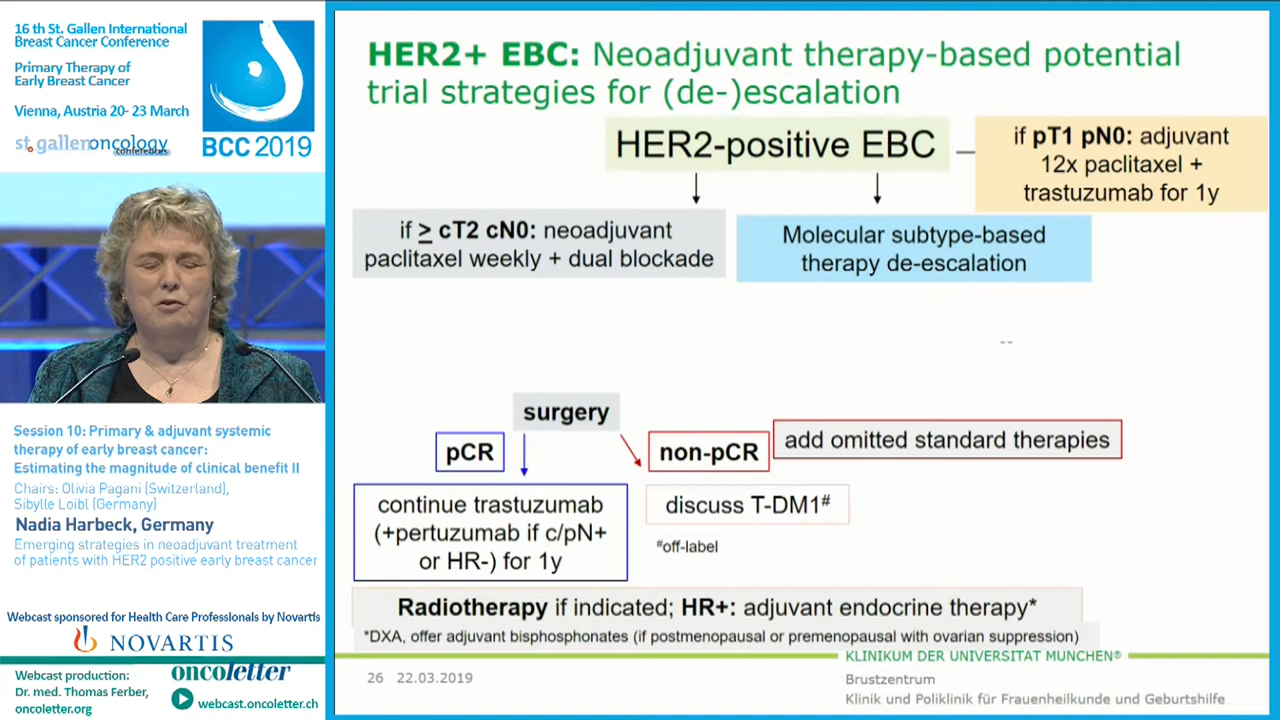 16 th St. Gallen International
Breast Cancer Conference
Primary Therapy of
Early Breast Cancer
Vienna, Austria 20- 23 March
st.gallenoncology
conferences
BCC 2019
Session 10: Primary & adjuvant systemic
therapy of early breast cancer:
Estimating the magnitude of clinical benefit II
Chairs: Olivia Pagani (Switzerland),
Sibylle Loibl (Germany)
Nadia Harbeck, Germany
Emerging strategies in neoadjuvant treatment
of patients with HER2 positive early breast cancer
Webcast sponsored for Health Care Professionals by Novartis
NOVARTIS
Webcast production:
Dr. med. Thomas Ferber,
oncoletter.org
oncoletter
webcast.oncoletter.ch
HER2+ EBC: Neoadjuvant therapy-based potential
trial strategies for (de-)escalation
HER2-positive EBC
if pT1 pN0: adjuvant
12x paclitaxel +
trastuzumab for 1y
if ≥ cT2 cN0: neoadjuvant
paclitaxel weekly + dual blockade
Molecular subtype-based
therapy de-escalation
--
surgery
pCR
non-pCR
add omitted standard therapies
continue trastuzumab
(+pertuzumab if c/pN+
or HR-) for 1y
discuss T-DM1#
#off-label
Radiotherapy if indicated; HR+: adjuvant endocrine therapy*
*DXA, offer adjuvant bisphosphonates (if postmenopausal or premenopausal with ovarian suppression)
KLINIKUM DER UNIVERSITÄT MÜNCHEN®
26 22.03.2019
Brustzentrum
Klinik und Poliklinik für Frauenheilkunde und Geburtshilfe